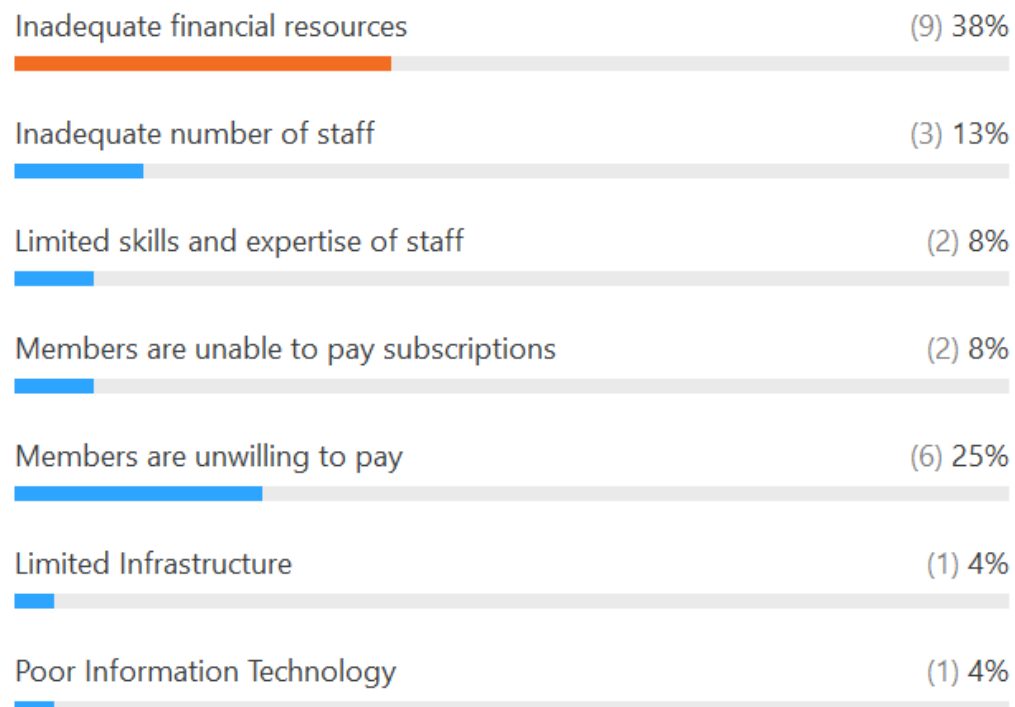 Inadequate financial resources (9) 38%
Inadequate number of staff (3) 13%
Limited skills and expertise of staff (2) 8%
Members are unable to pay subscriptions (2) 8%
Members are unwilling to pay (6) 25%
Limited Infrastructure (1) 4%
Poor Information Technology (1) 4%